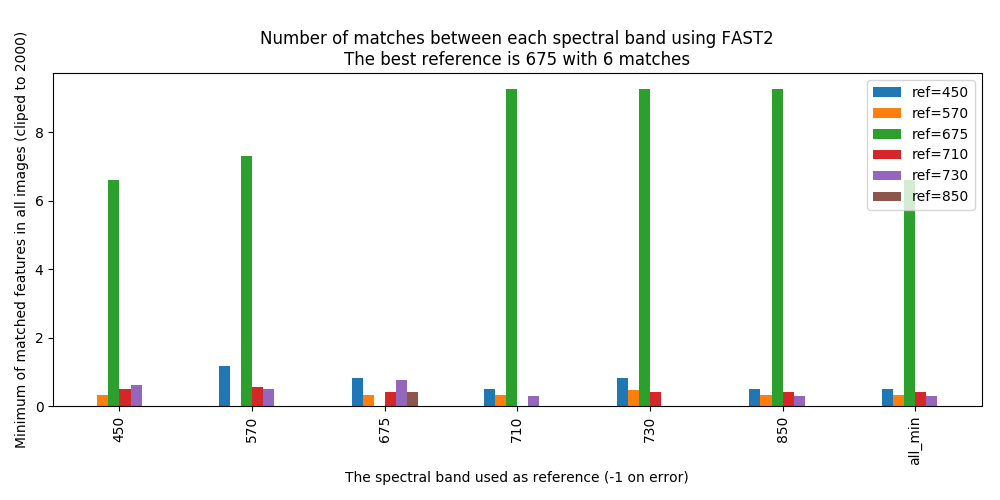 Number of matches between each spectral band using FAST2
The best reference is 675 with 6 matches
Minimum of matched features in all images (cliped to 2000)
8
6
4
2
0
ref=450
ref=570
ref=675
ref=710
ref=730
ref=850
450
570
675
710
730
850
all_min
The spectral band used as reference (-1 on error)